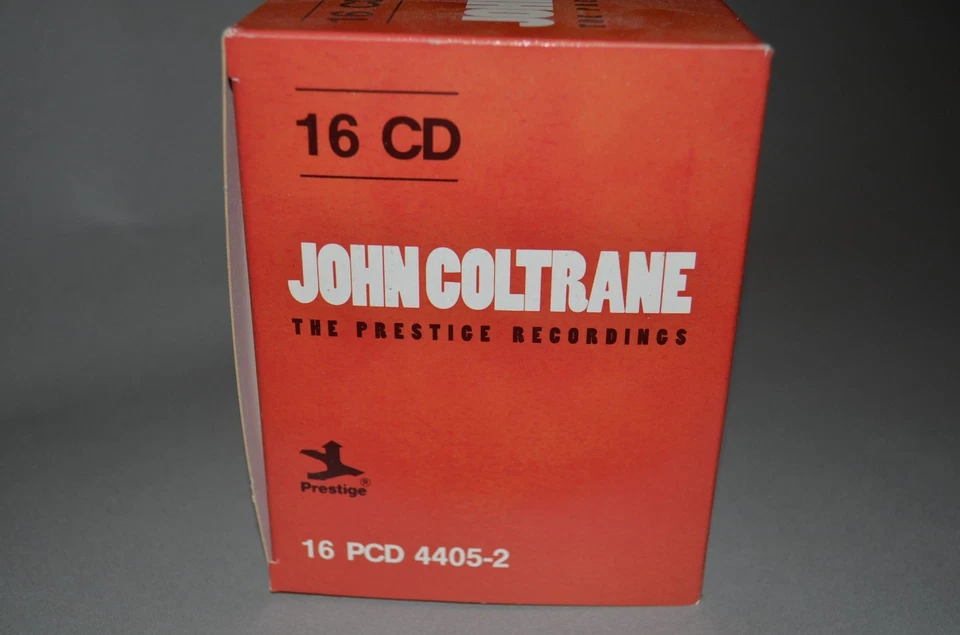 16 CD
JOHN COLTRANE
THE PRESTIGE RECORDINGS
Prestige®
16 PCD 4405-2